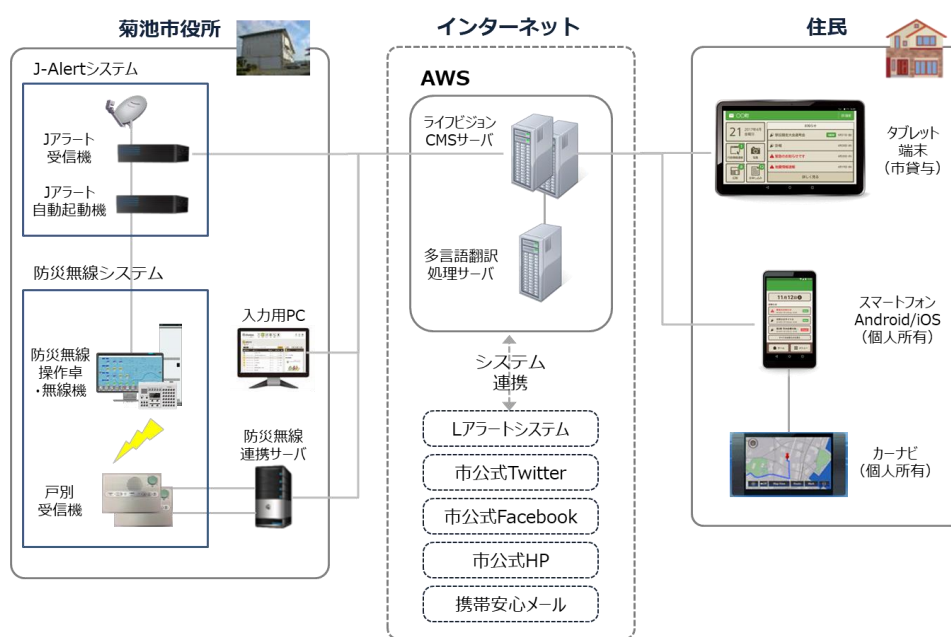 菊池市役所
J-Alertシステム
Jアラート
受信機
Jアラート
自動起動機
防災無線システム
防災無線
操作卓
・無線機
戸別
受信機
入力用PC
防災無線
連携サーバ
インターネット
AWS
ライフビジョン
CMSサーバ
多言語翻訳
処理サーバ
システム
連携
Lアラートシステム
市公式Twitter
市公式Facebook
市公式HP
携帯安心メール
住民
21
タブレット
端末
(市貸与)
11月12日
スマートフォン
Android/iOS
(個人所有)
カーナビ
(個人所有)